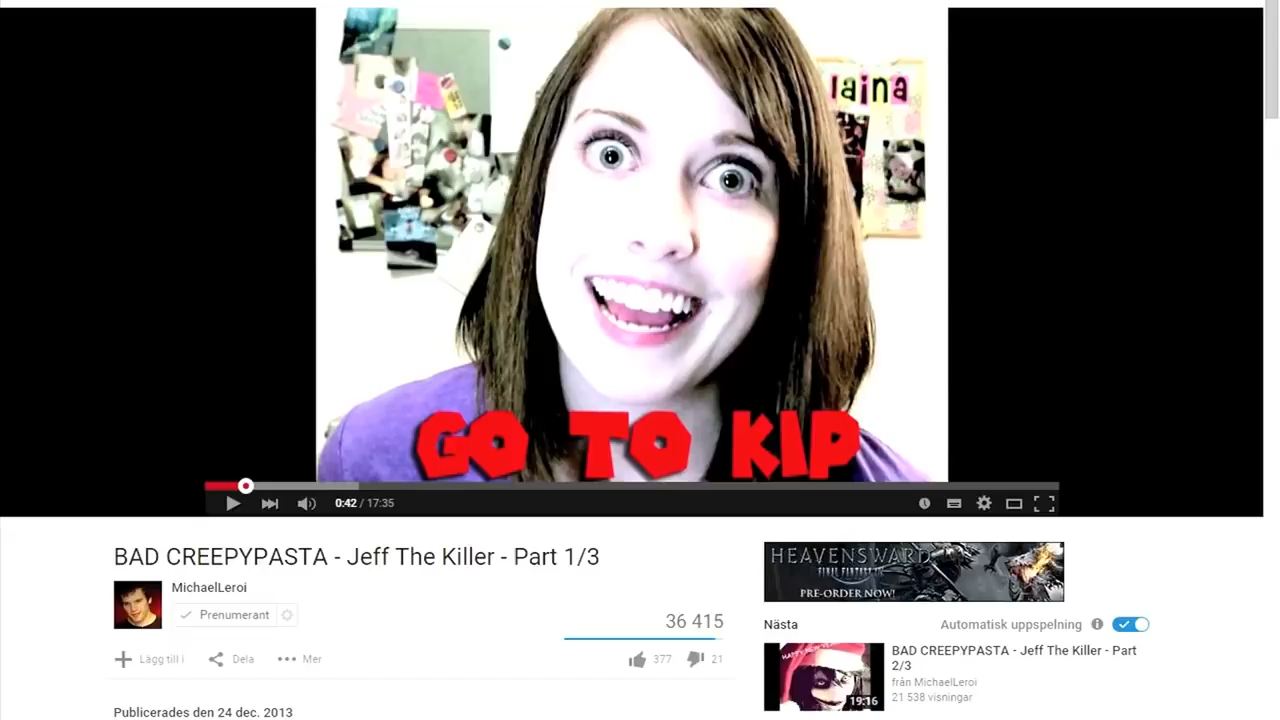 laina
GO TO KIP
0:42 / 17:35
BAD CREEPYPASTA - Jeff The Killer - Part 1/3
MichaelLeroi
Prenumerant
36 415
Lägg till i
Dela
Mer
377
21
Publicerades den 24 dec. 2013
HEAVENSWARD
FINAL FANTASY XIV
PRE-ORDER NOW!
Nästa
Automatisk uppspelning
19:16
BAD CREEPYPASTA - Jeff The Killer - Part
2/3
från MichaelLeroi
21 538 visningar